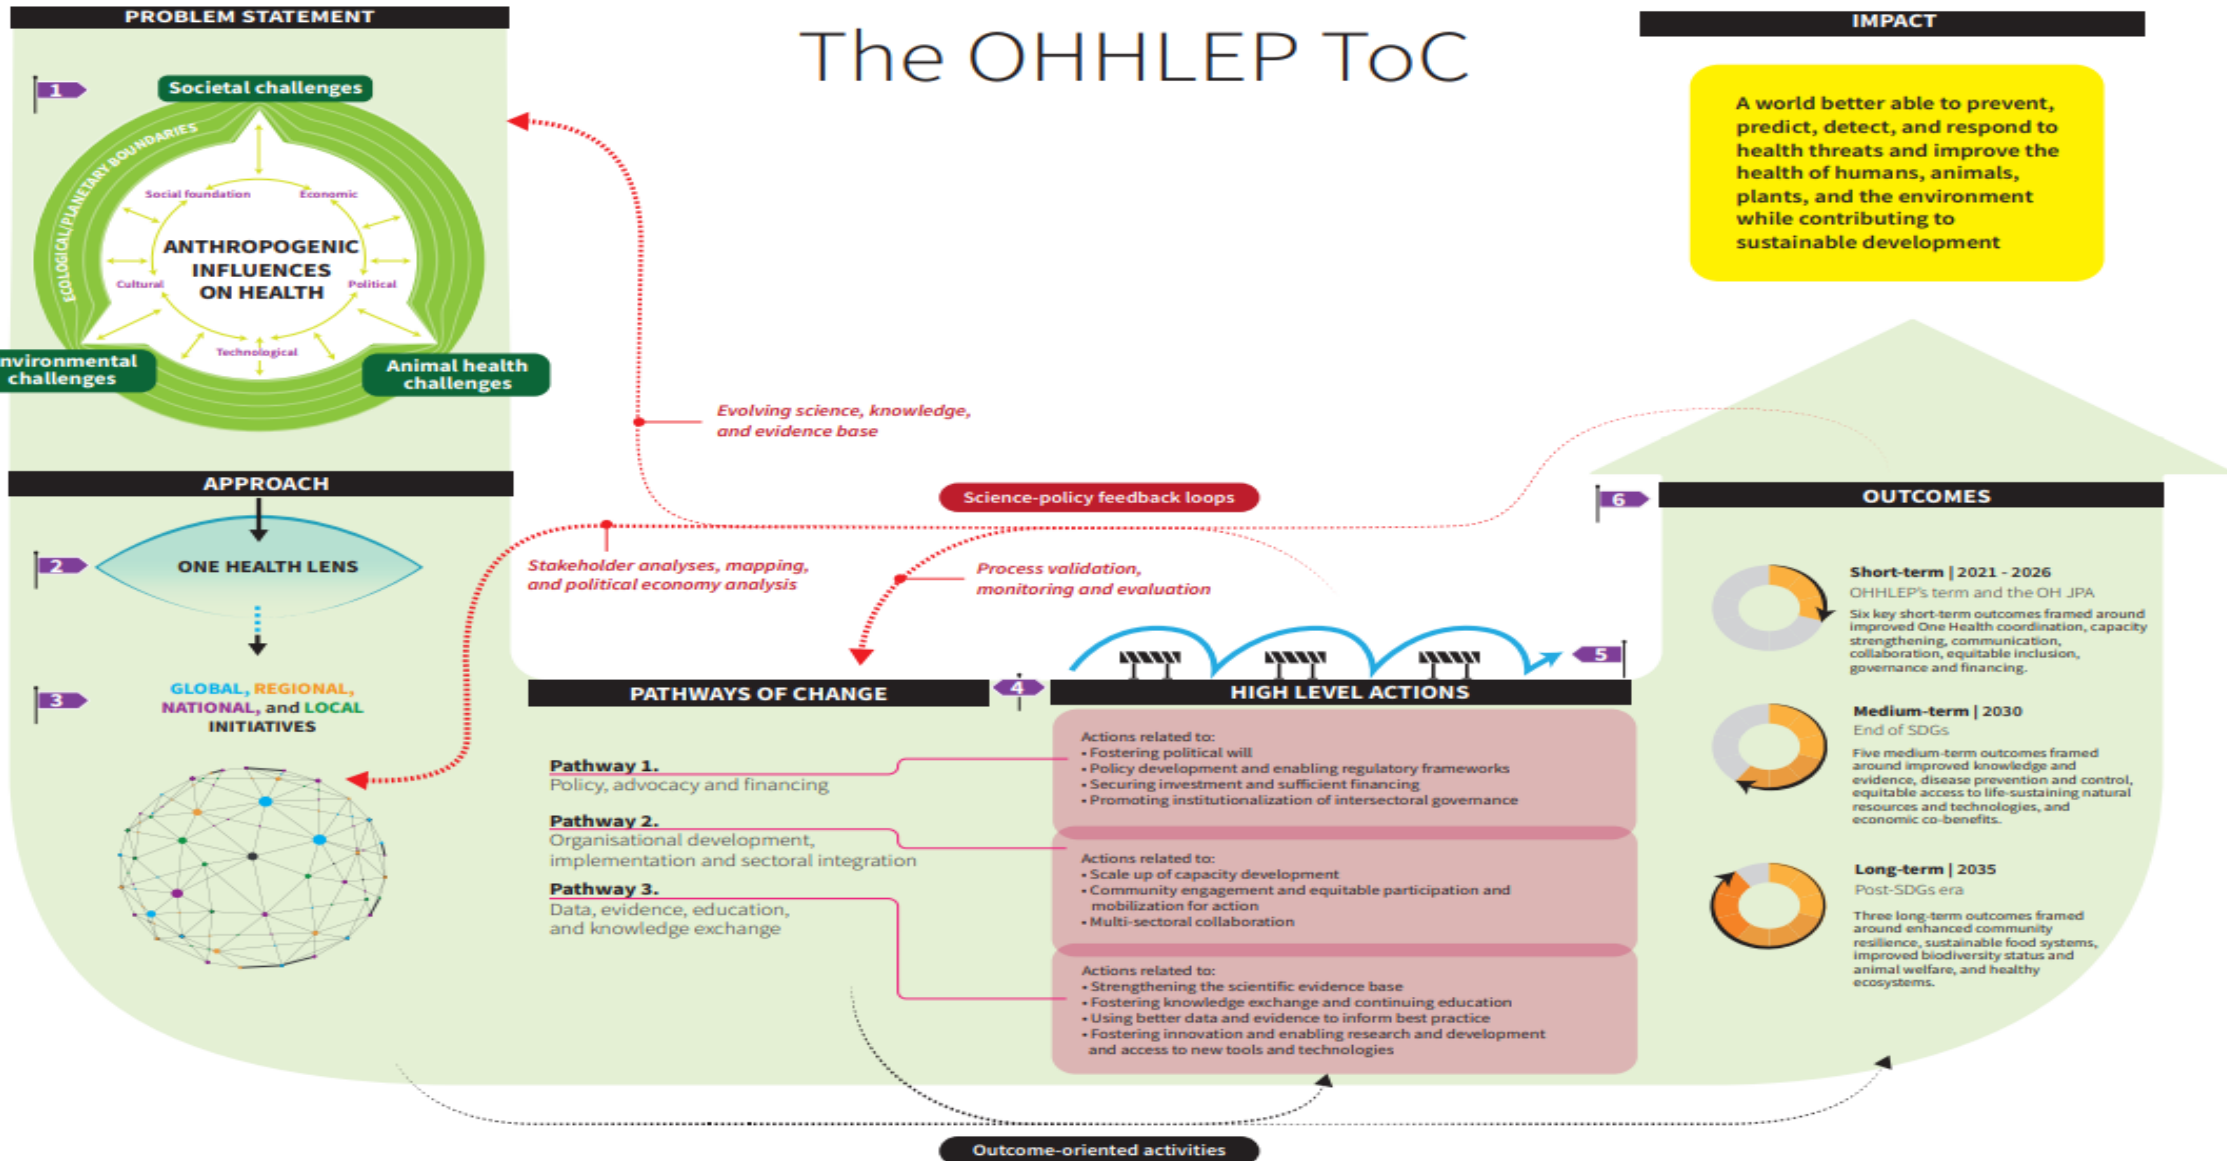 The OHHLEP ToC
PROBLEM STATEMENT
1
Societal challenges
ECOLOGICAL/PLANETARY BOUNDARIES
Social foundation
Economic
ANTHROPOGENIC
INFLUENCES
ON HEALTH
Cultural
Political
Technological
nvironmental
challenges
Animal health
challenges
APPROACH
2
ONE HEALTH LENS
3
GLOBAL, REGIONAL,
NATIONAL, and LOCAL
INITIATIVES
Evolving science, knowledge,
and evidence base
Science-policy feedback loops
Stakeholder analyses, mapping,
and political economy analysis
Process validation,
monitoring and evaluation
PATHWAYS OF CHANGE
Pathway 1.
Policy, advocacy and financing
Pathway 2.
Organisational development,
implementation and sectoral integration
Pathway 3.
Data, evidence, education,
and knowledge exchange
4
5
HIGH LEVEL ACTIONS
Actions related to:
• Fostering political will
• Policy development and enabling regulatory frameworks
• Securing investment and sufficient financing
• Promoting institutionalization of intersectoral governance
Actions related to:
• Scale up of capacity development
• Community engagement and equitable participation and
mobilization for action
• Multi-sectoral collaboration
Actions related to:
• Strengthening the scientific evidence base
• Fostering knowledge exchange and continuing education
• Using better data and evidence to inform best practice
• Fostering innovation and enabling research and development
and access to new tools and technologies
Outcome-oriented activities
IMPACT
A world better able to prevent,
predict, detect, and respond to
health threats and improve the
health of humans, animals,
plants, and the environment
while contributing to
sustainable development
6
OUTCOMES
Short-term | 2021 - 2026
OHHLEP's term and the OH JPA
Six key short-term outcomes framed around
improved One Health coordination, capacity
strengthening, communication,
collaboration, equitable inclusion,
governance and financing.
Medium-term | 2030
End of SDGs
Five medium-term outcomes framed
around improved knowledge and
evidence, disease prevention and control,
equitable access to life-sustaining natural
resources and technologies, and
economic co-benefits.
Long-term | 2035
Post-SDGs era
Three long-term outcomes framed
around enhanced community
resilience, sustainable food systems,
improved biodiversity status and
animal welfare, and healthy
ecosystems.